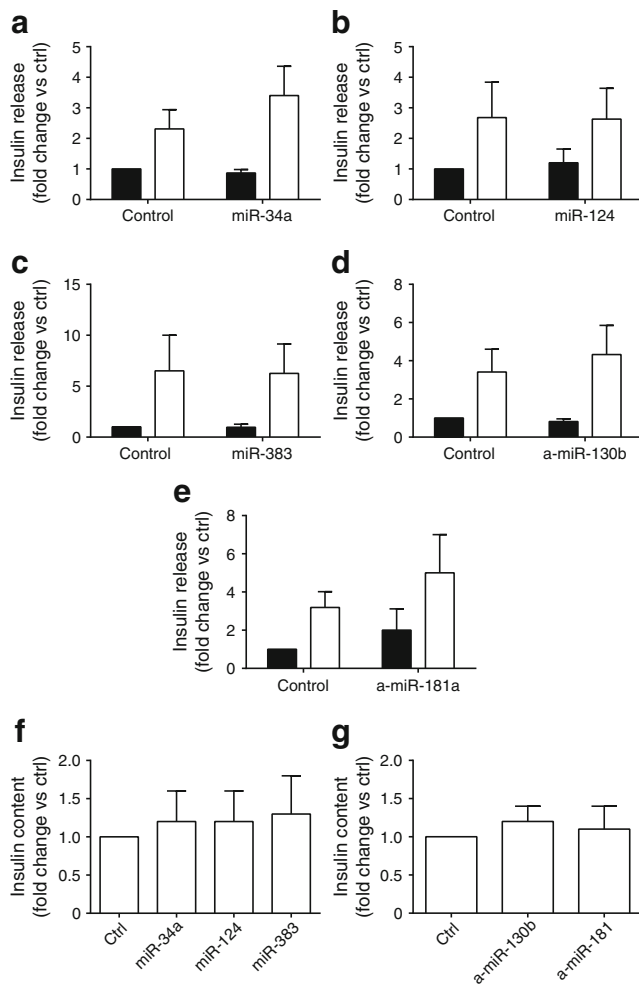 a
Insulin release
(fold change vs ctrl)
5
4
3
2
1
0
Control
miR-34a
b
Insulin release
(fold change vs ctrl)
5
4
3
2
1
0
Control
miR-124
c
Insulin release
(fold change vs ctrl)
15
10
5
0
Control
miR-383
d
Insulin release
(fold change vs ctrl)
8
6
4
2
0
Control
a-miR-130b
e
Insulin release
(fold change vs ctrl)
8
6
4
2
0
Control
a-miR-181a
f
Insulin content
(fold change vs ctrl)
2.0
1.5
1.0
0.5
0
Ctrl
miR-34a
miR-124
miR-383
g
Insulin content
(fold change vs ctrl)
2.0
1.5
1.0
0.5
0
Ctrl
a-miR-130b
a-miR-181